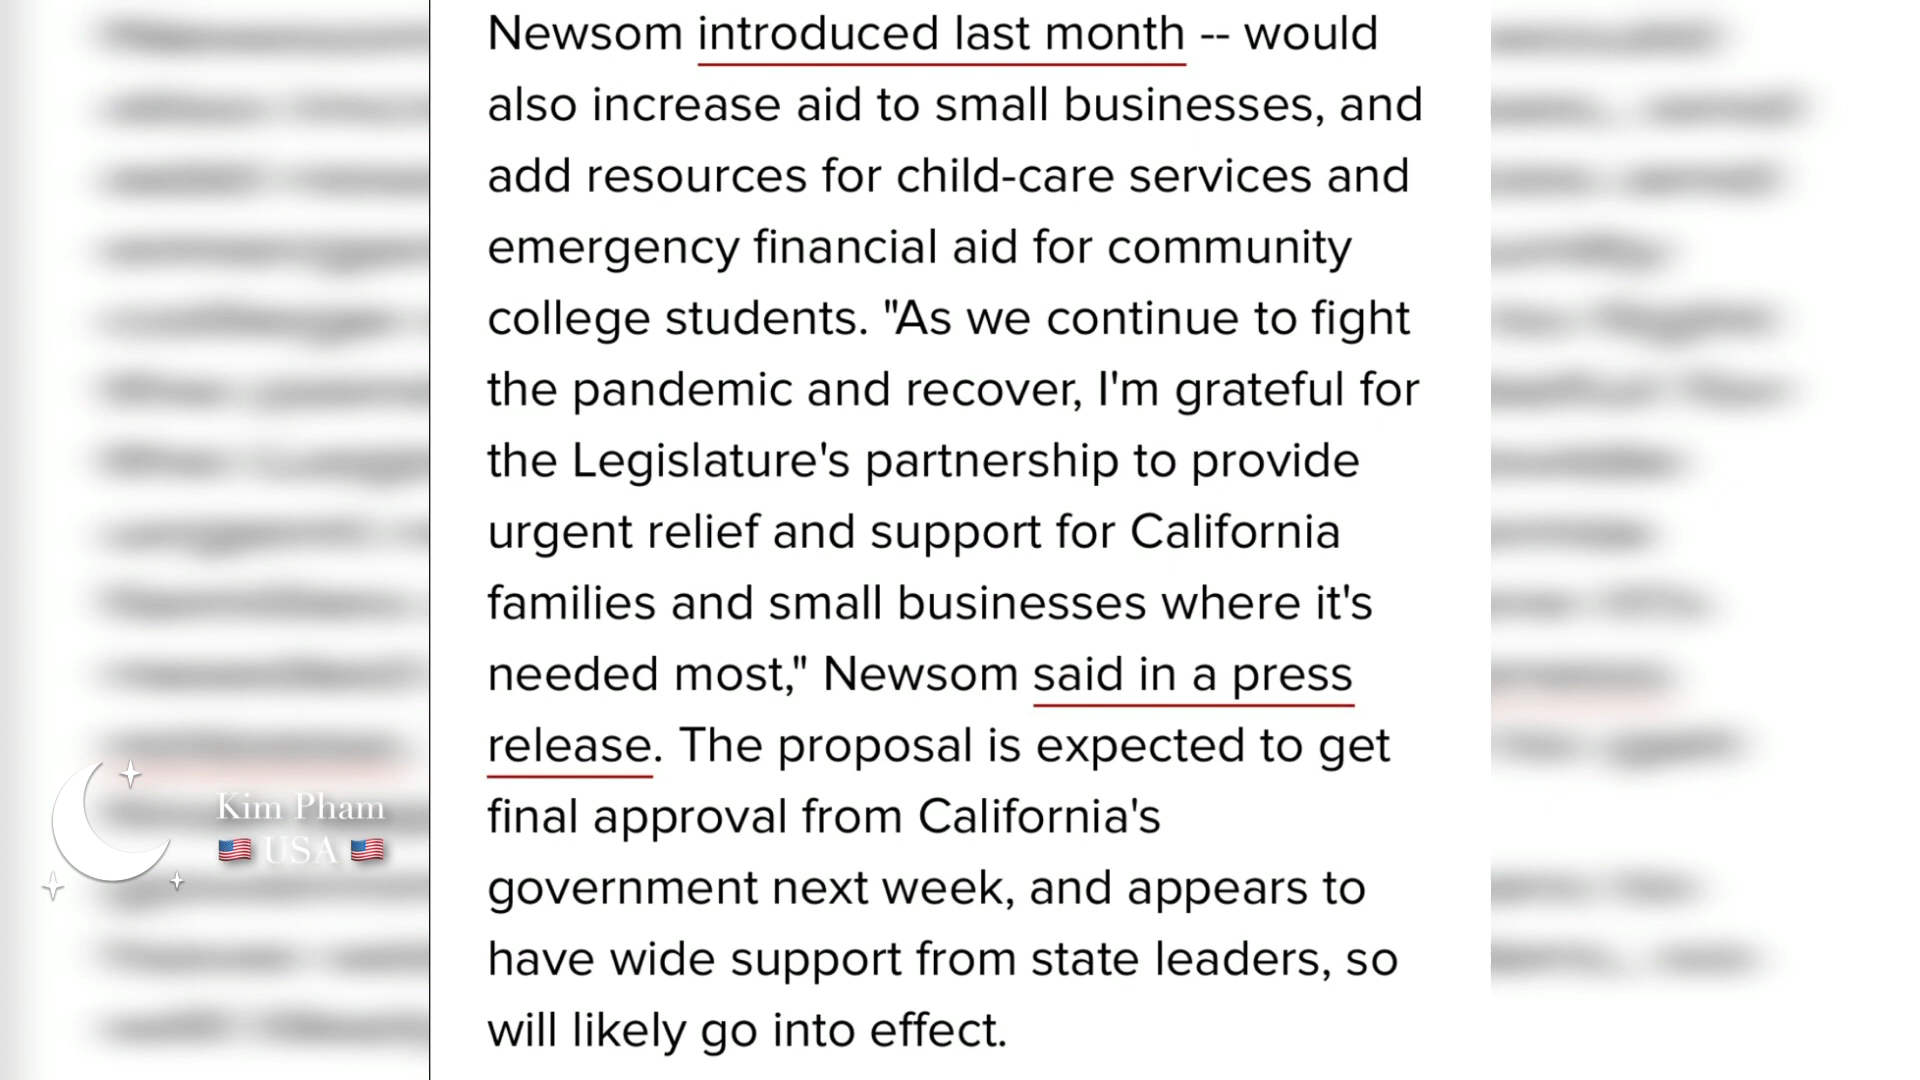 Newsom introduced last month -- would
also increase aid to small businesses, and
add resources for child-care services and
emergency financial aid for community
college students. "As we continue to fight
the pandemic and recover, I'm grateful for
the Legislature's partnership to provide
urgent relief and support for California
families and small businesses where it's
needed most," Newsom said in a press
release. The proposal is expected to get
final approval from California's
government next week, and appears to
have wide support from state leaders, so
will likely go into effect.
Kim Pham
🇺🇸 USA 🇺🇸